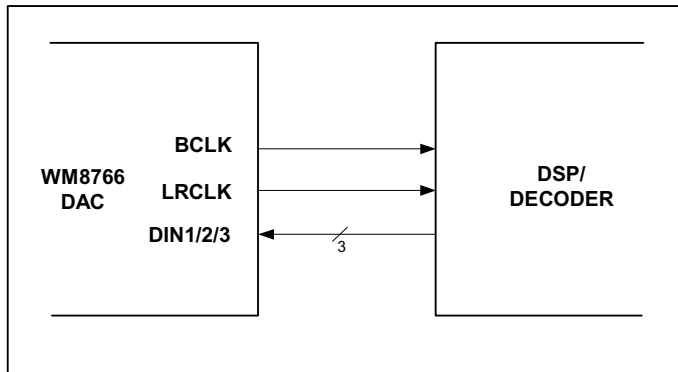 BCLK
WM8766
DAC
LRCLK
DIN1/2/3
3
DSP/
DECODER